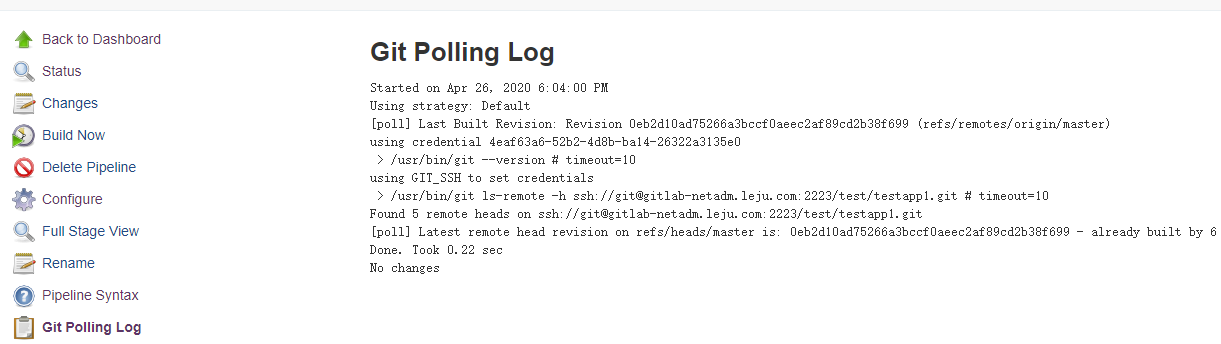 Back to Dashboard
Status
Changes
Build Now
Delete Pipeline
Configure
Full Stage View
Rename
Pipeline Syntax
Git Polling Log
Git Polling Log
Started on Apr 26, 2020 6:04:00 PM
Using strategy: Default
[poll] Last Built Revision: Revision 0eb2d10ad75266a3bccf0aeec2af89cd2b38f699 (refs/remotes/origin/master)
using credential 4eaf63a6-52b2-4d8b-ba14-26322a3135e0
> /usr/bin/git --version # timeout=10
using GIT_SSH to set credentials
> /usr/bin/git ls-remote -h ssh://git@gitlab-netadm.leju.com:2223/test/testapp1.git # timeout=10
Found 5 remote heads on ssh://git@gitlab-netadm.leju.com:2223/test/testapp1.git
[poll] Latest remote head revision on refs/heads/master is: 0eb2d10ad75266a3bccf0aeec2af89cd2b38f699 - already built by 6
Done. Took 0.22 sec
No changes